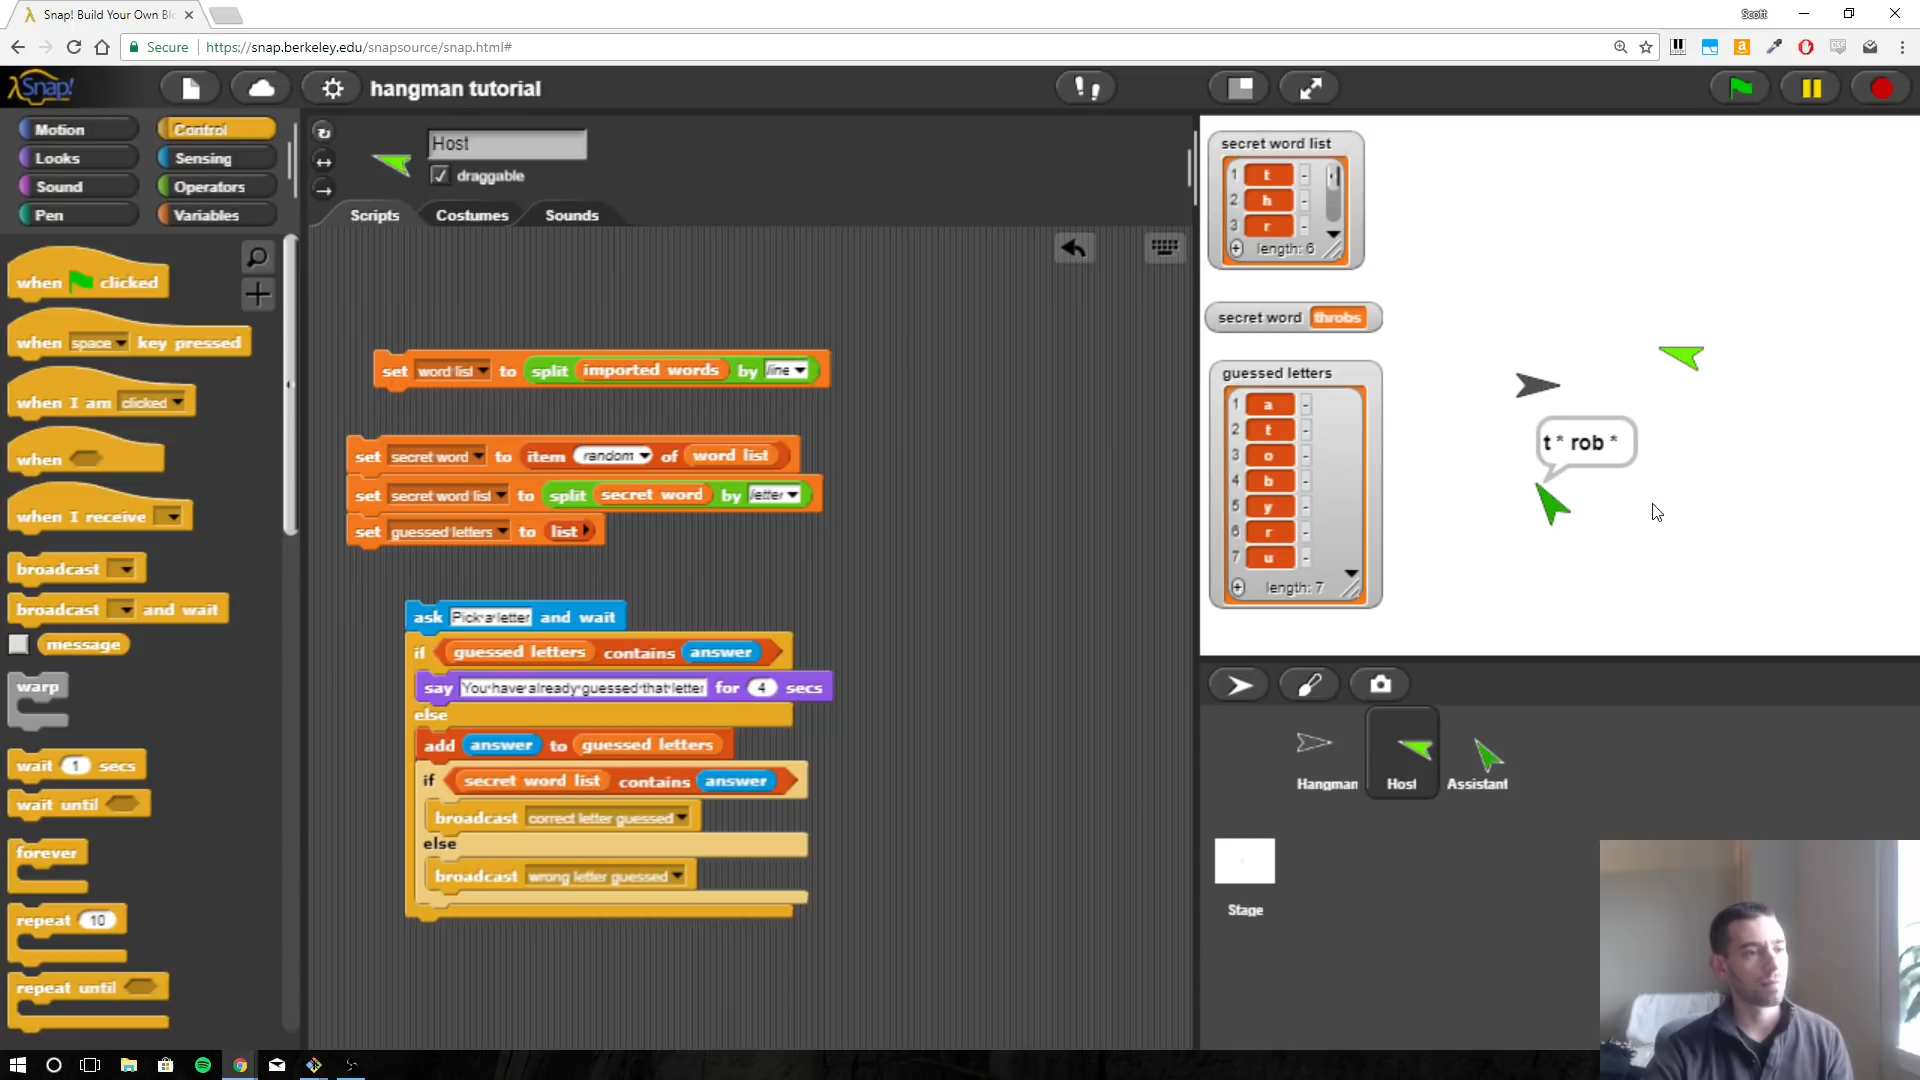 Snap! Build Your Own Blo
Scott
Secure
https://snap.berkeley.edu/snapsource/snap.html#
Snap!
hangman tutorial
Motion
Control
Looks
Sensing
Sound
Operators
Pen
Variables
Host
draggable
Scripts
Costumes
Sounds
when clicked
when space key pressed
when I am clicked
when
when I receive
broadcast
broadcast and wait
message
warp
wait 1 secs
wait until
forever
repeat 10
repeat until
set word list to split imported words by line
set secret word to item random of word list
set secret word list to split secret word by letter
set guessed letters to list
ask Pick a letter and wait
if guessed letters contains answer
say You have already guessed that letter for 4 secs
else
add answer to guessed letters
if secret word list contains answer
broadcast correct letter guessed
else
broadcast wrong letter guessed
secret word list
1 t -
2 h -
3 r -
+ length: 6
secret word throbs
guessed letters
1 a -
2 t -
3 o -
4 b -
5 y -
6 r -
7 u -
+ length: 7
t * rob *
Hangman
Host
Assistant
Stage